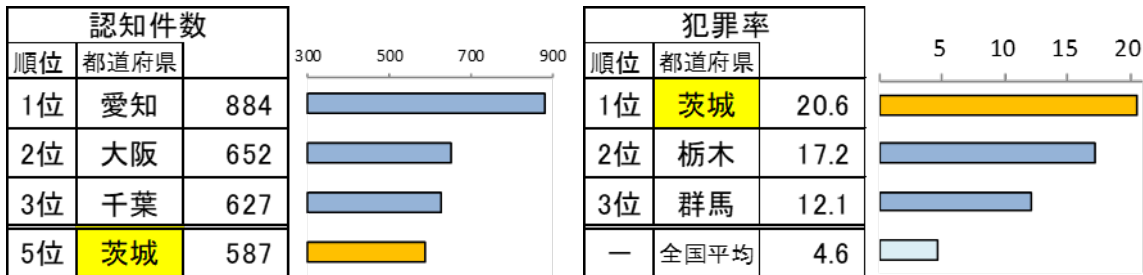 認知件数
順位 都道府県
1位 愛知 884
2位 大阪 652
3位 千葉 627
5位 茨城 587
300 500 700 900
犯罪率
順位 都道府県
1位 茨城 20.6
2位 栃木 17.2
3位 群馬 12.1
― 全国平均 4.6
5 10 15 20